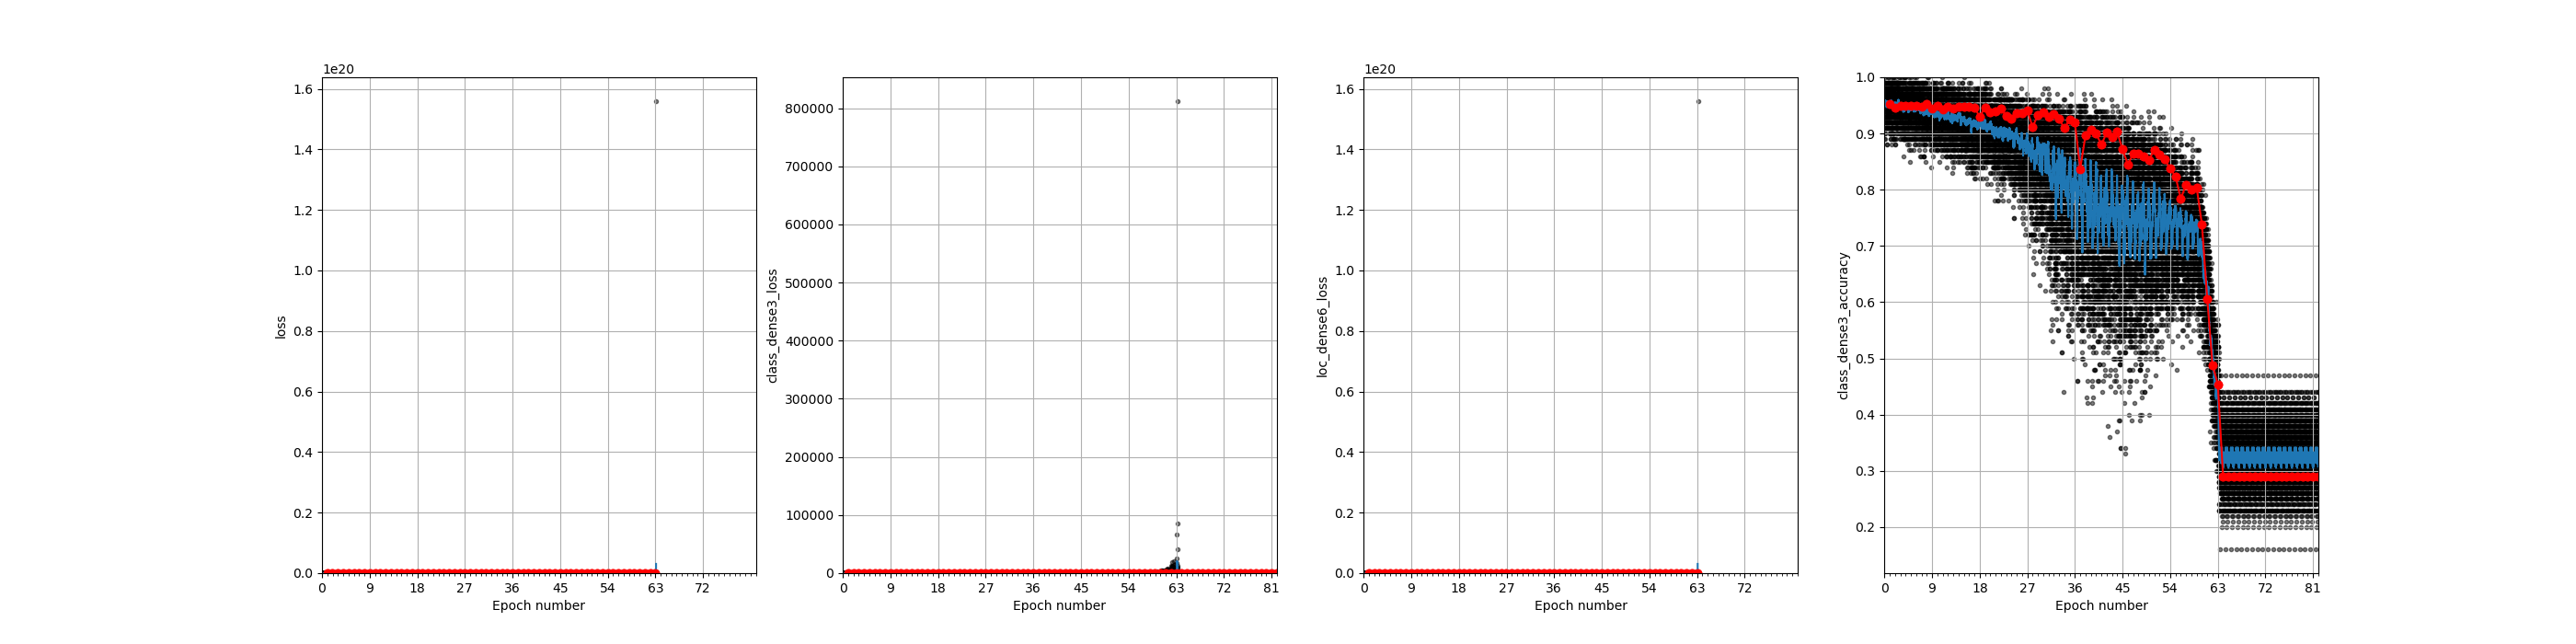 1e20
loss
1.6
1.4
1.2
1.0
0.8
0.6
0.4
0.2
0.0
0 9 18 27 36 45 54 63 72
Epoch number
class_dense3_loss
800000
700000
600000
500000
400000
300000
200000
100000
0
0 9 18 27 36 45 54 63 72 81
Epoch number
1e20
loc_dense6_loss
1.6
1.4
1.2
1.0
0.8
0.6
0.4
0.2
0.0
0 9 18 27 36 45 54 63 72
Epoch number
class_dense3_accuracy
1.0
0.9
0.8
0.7
0.6
0.5
0.4
0.3
0.2
0 9 18 27 36 45 54 63 72 81
Epoch number